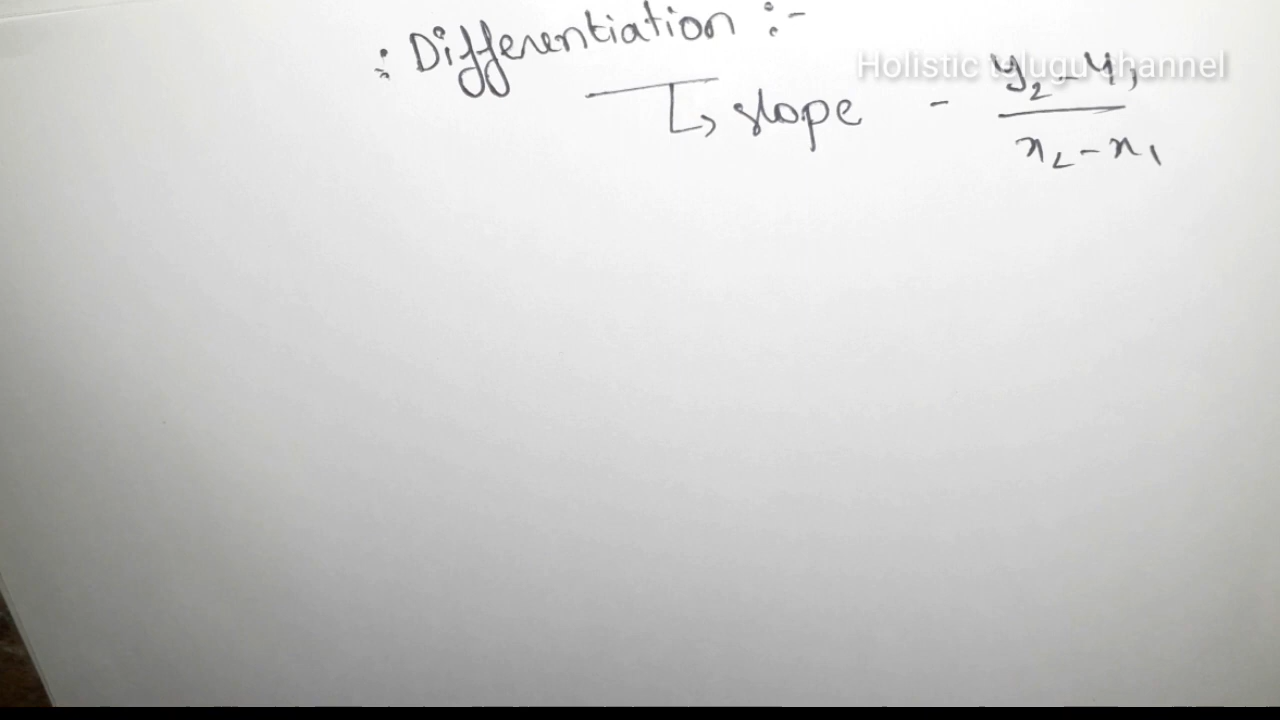 : Differentiation :-
Holistic telugu channel
↳ slope - y₂-y₁/x₂-x₁